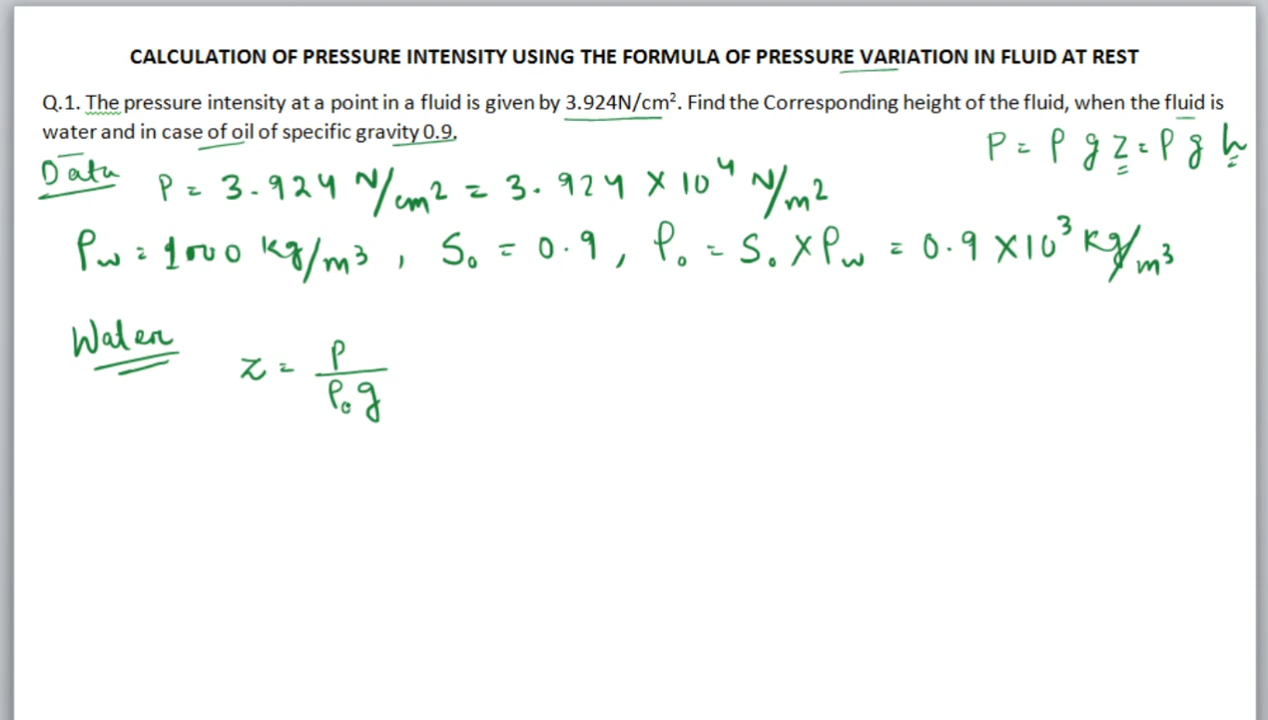 CALCULATION OF PRESSURE INTENSITY USING THE FORMULA OF PRESSURE VARIATION IN FLUID AT REST
Q.1. The pressure intensity at a point in a fluid is given by 3.924N/cm². Find the Corresponding height of the fluid, when the fluid is
water and in case of oil of specific gravity 0.9.
P = ρ g z = ρ g h
Data P = 3.924 N/cm² = 3.924 × 10⁴ N/m²
ρw = 1000 kg/m³, S₀ = 0.9, ρ₀ = S₀ × ρw = 0.9 × 10³ kg/m³
Water z = P / ρ₀ g